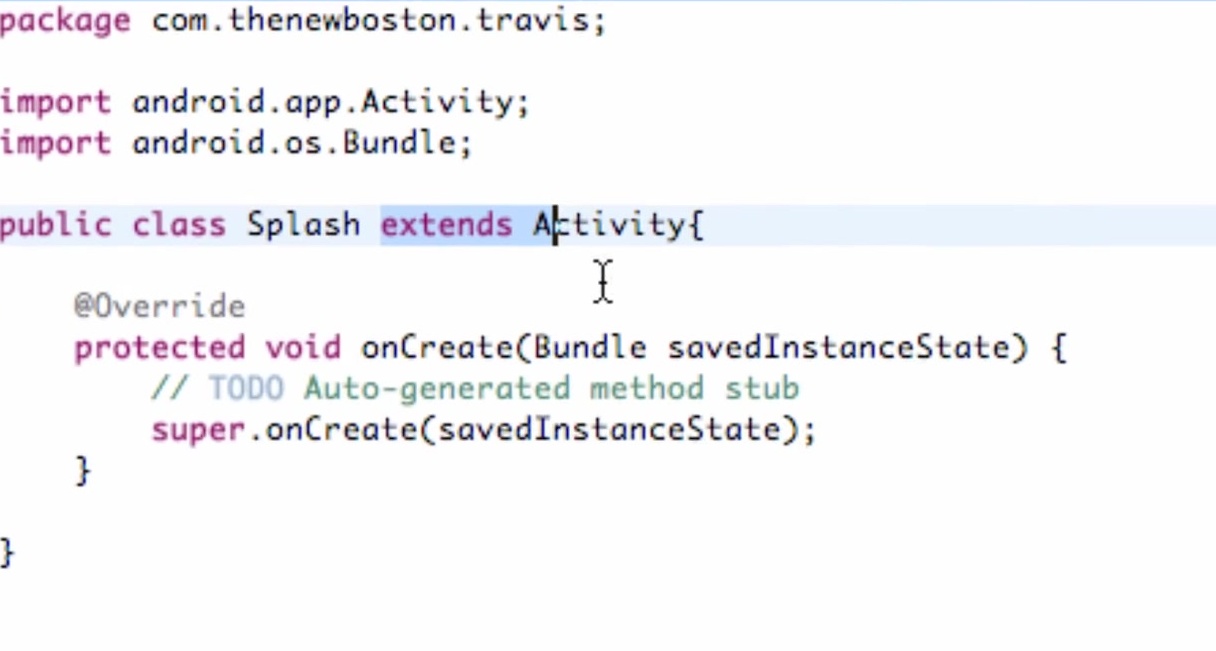 package com.thenewboston.travis;
import android.app.Activity;
import android.os.Bundle;
public class Splash extends Activity{
@Override
protected void onCreate(Bundle savedInstanceState) {
// TODO Auto-generated method stub
super.onCreate(savedInstanceState);
}
}